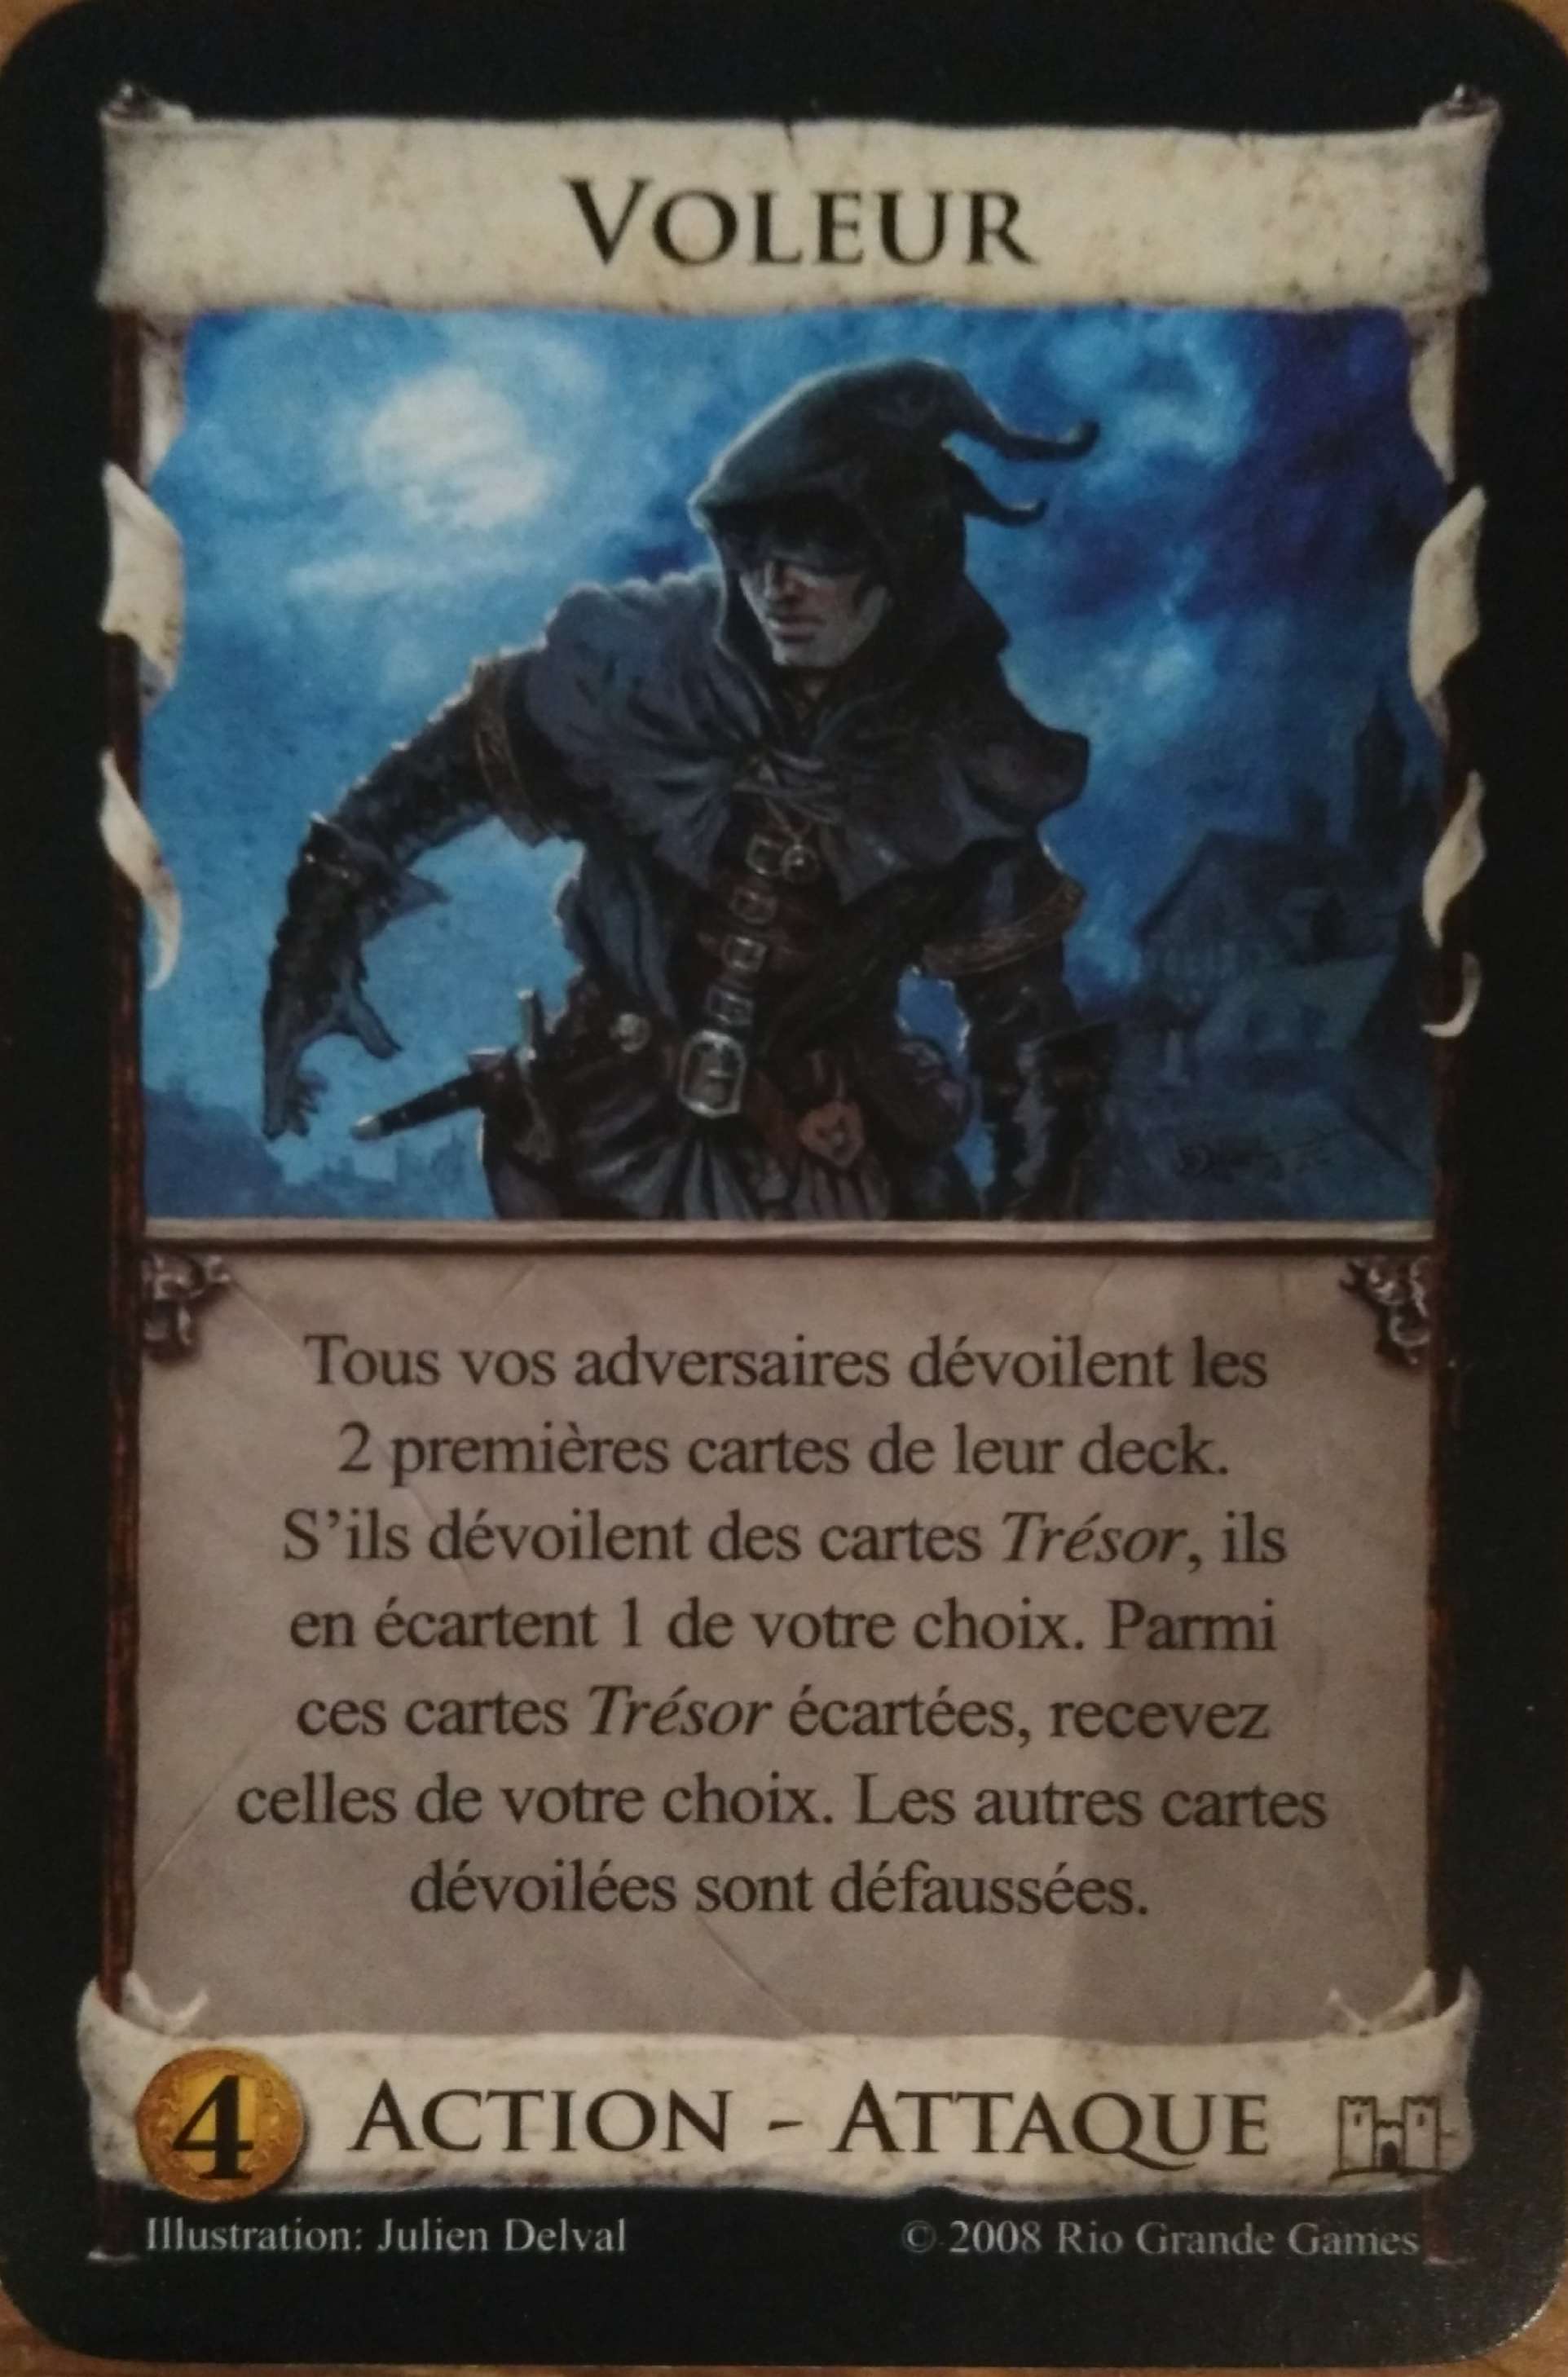 VOLEUR
Tous vos adversaires dévoilent les
2 premières cartes de leur deck.
S'ils dévoilent des cartes Trésor, ils
en écartent 1 de votre choix. Parmi
ces cartes Trésor écartées, recevez
celles de votre choix. Les autres cartes
dévoilées sont défaussées.
4 ACTION - ATTAQUE
Illustration: Julien Delval © 2008 Rio Grande Games